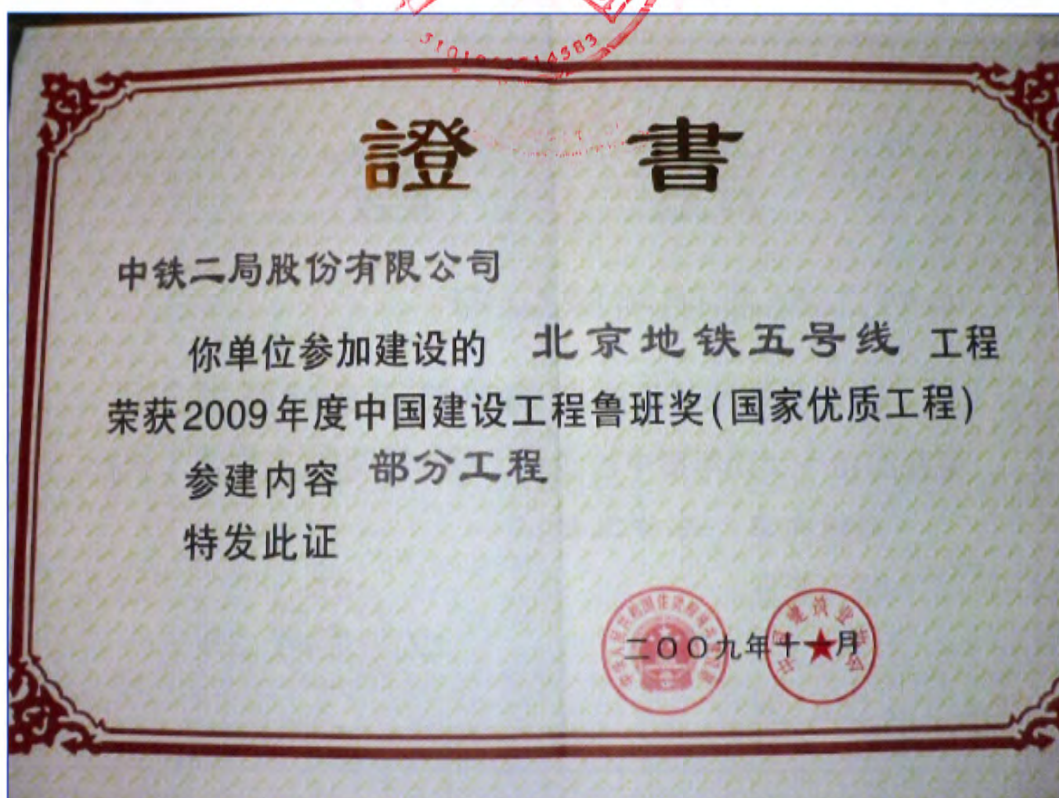 證 書
中铁二局股份有限公司
你单位参加建设的 北京地铁五号线 工程
荣获2009年度中国建设工程鲁班奖(国家优质工程)
参建内容 部分工程
特发此证
二〇〇九年十一月